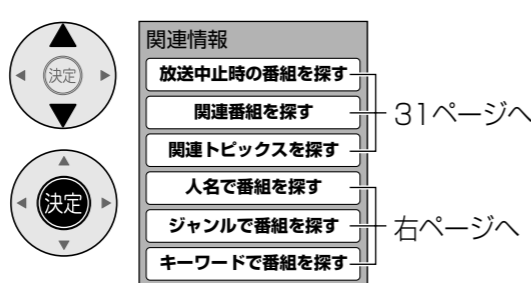 関連情報
決定
放送中止時の番組を探す
関連番組を探す
31ページへ
関連トピックスを探す
人名で番組を探す
決定
ジャンルで番組を探す
右ページへ
キーワードで番組を探す